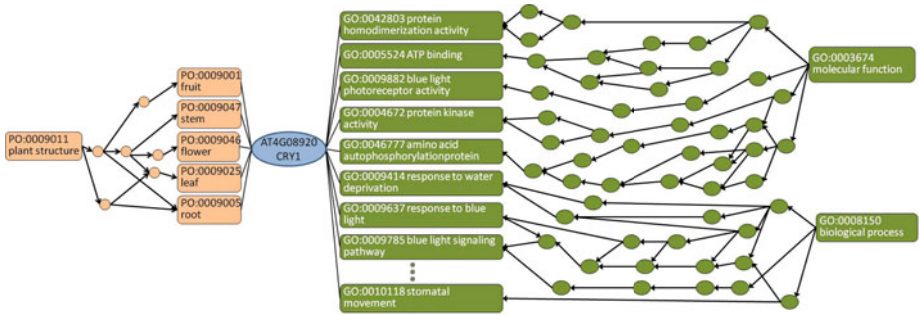 PO:0009011
plant structure
PO:0009001
fruit
PO:0009047
stem
PO:0009046
flower
PO:0009025
leaf
PO:0009005
root
AT4G08920
CRY1
GO:0042803 protein
homodimerization activity
GO:0005524 ATP binding
GO:0009882 blue light
photoreceptor activity
GO:0004672 protein kinase
activity
GO:0046777 amino acid
autophosphorylationprotein
GO:0009414 response to water
deprivation
GO:0009637 response to blue
light
GO:0009785 blue light signaling
pathway
GO:0010118 stomatal
movement
GO:0003674
molecular function
GO:0008150
biological process